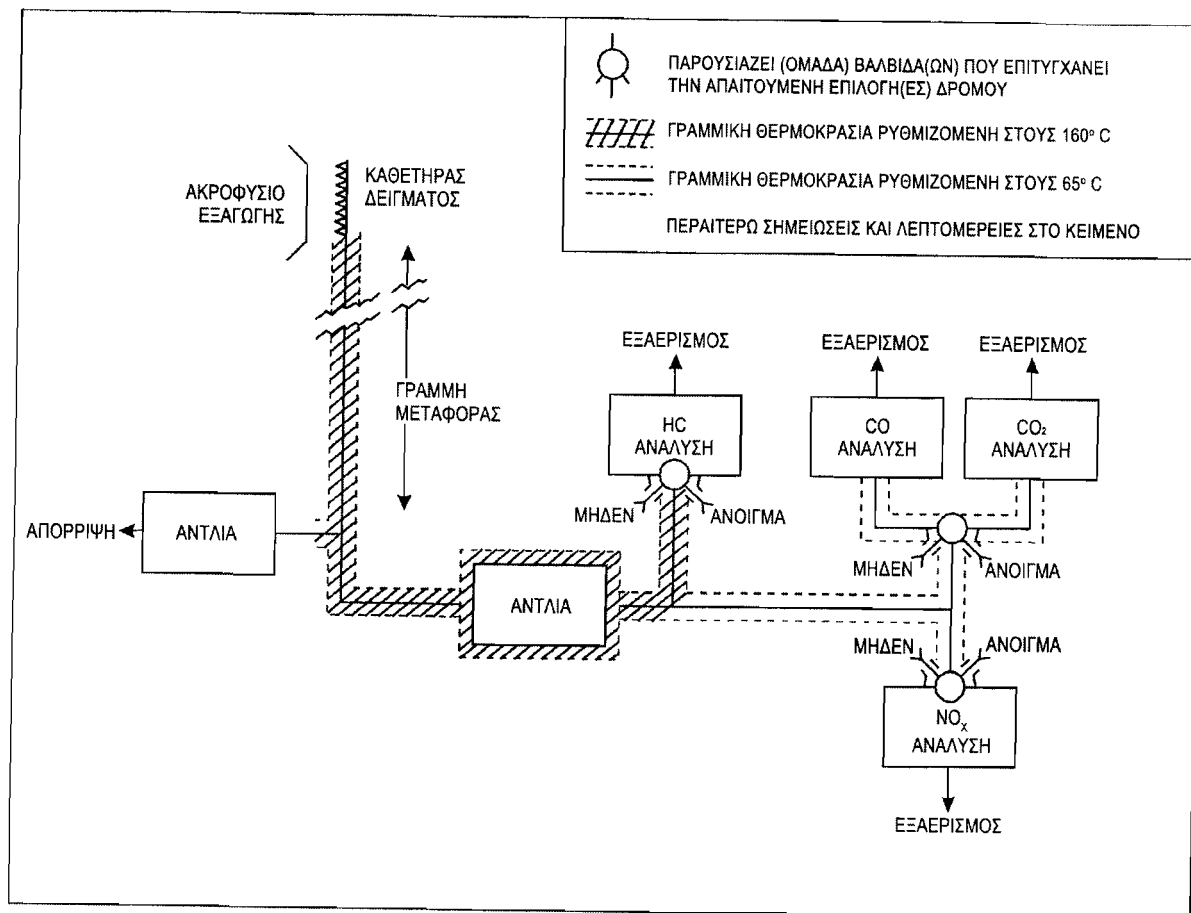 ΠΑΡΟΥΣΙΑΖΕΙ (ΟΜΑΔΑ) ΒΑΛΒΙΔΑ(ΩΝ) ΠΟΥ ΕΠΙΤΥΓΧΑΝΕΙ
ΤΗΝ ΑΠΑΙΤΟΥΜΕΝΗ ΕΠΙΛΟΓΗ(ΕΣ) ΔΡΟΜΟΥ
ΓΡΑΜΜΙΚΗ ΘΕΡΜΟΚΡΑΣΙΑ ΡΥΘΜΙΖΟΜΕΝΗ ΣΤΟΥΣ 160° C
ΓΡΑΜΜΙΚΗ ΘΕΡΜΟΚΡΑΣΙΑ ΡΥΘΜΙΖΟΜΕΝΗ ΣΤΟΥΣ 65° C
ΠΕΡΑΙΤΕΡΩ ΣΗΜΕΙΩΣΕΙΣ ΚΑΙ ΛΕΠΤΟΜΕΡΕΙΕΣ ΣΤΟ ΚΕΙΜΕΝΟ
ΑΚΡΟΦΥΣΙΟ
ΕΞΑΓΩΓΗΣ
ΚΑΘΕΤΗΡΑΣ
ΔΕΙΓΜΑΤΟΣ
ΓΡΑΜΜΗ
ΜΕΤΑΦΟΡΑΣ
ΕΞΑΕΡΙΣΜΟΣ
ΕΞΑΕΡΙΣΜΟΣ
ΕΞΑΕΡΙΣΜΟΣ
HC
ΑΝΑΛΥΣΗ
CO
ΑΝΑΛΥΣΗ
CO₂
ΑΝΑΛΥΣΗ
ΜΗΔΕΝ
ΑΝΟΙΓΜΑ
ΑΠΟΡΡΙΨΗ
ΑΝΤΛΙΑ
ΜΗΔΕΝ
ΑΝΟΙΓΜΑ
ΑΝΤΛΙΑ
ΜΗΔΕΝ
ΑΝΟΙΓΜΑ
NOₓ
ΑΝΑΛΥΣΗ
ΕΞΑΕΡΙΣΜΟΣ